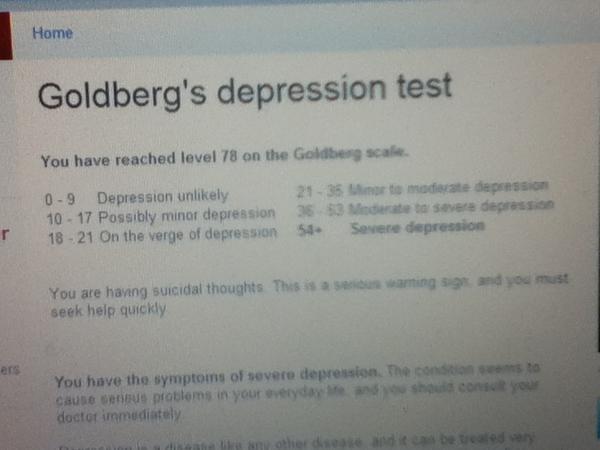 Home
Goldberg's depression test
You have reached level 78 on the Goldberg scale.
0 - 9 Depression unlikely
10 - 17 Possibly minor depression
18 - 21 On the verge of depression
21 - 35 Minor to moderate depression
36 - 53 Moderate to severe depression
54+ Severe depression
r
You are having suicidal thoughts. This is a serious warning sign, and you must
seek help quickly
ers
You have the symptoms of severe depression. The condition seems to
cause serious problems in your everyday life, and you should consult your
doctor immediately.
Depression is a disease like any other disease, and it can be treated very